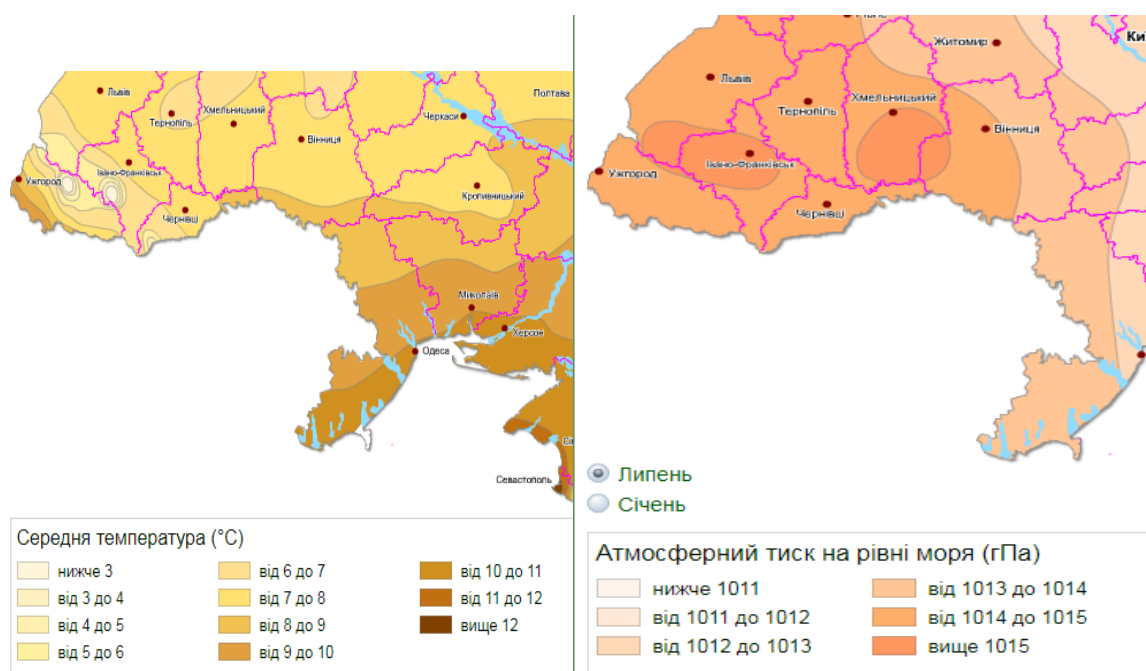 Львів
Полтава
Тернопіль
Хмельницький
Вінниця
Черкаси
Івано-Франківськ
Ужгород
Чернівці
Кропивницький
Миколаїв
Херсон
Одеса
Севастополь
Середня температура (°C)
нижче 3
від 3 до 4
від 4 до 5
від 5 до 6
від 6 до 7
від 7 до 8
від 8 до 9
від 9 до 10
від 10 до 11
від 11 до 12
вище 12
Житомир
Киї
Львів
Тернопіль
Хмельницький
Вінниця
Івано-Франківськ
Ужгород
Чернівці
Липень
Січень
Атмосферний тиск на рівні моря (гПа)
нижче 1011
від 1011 до 1012
від 1012 до 1013
від 1013 до 1014
від 1014 до 1015
вище 1015